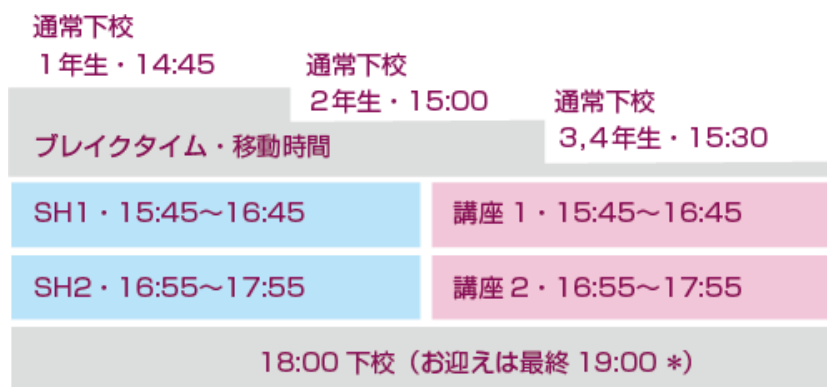 通常下校
1年生・14:45
通常下校
2年生・15:00
通常下校
3,4年生・15:30
ブレイクタイム・移動時間
SH1・15:45〜16:45
講座1・15:45〜16:45
SH2・16:55〜17:55
講座2・16:55〜17:55
18:00 下校（お迎えは最終 19:00 *）